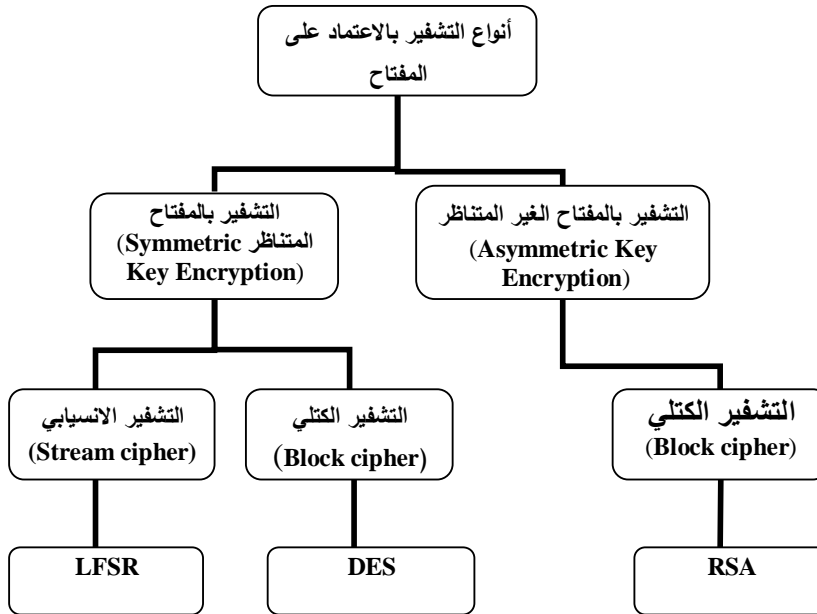 أنواع التشفير بالاعتماد على
المفتاح
التشفير بالمفتاح
المتناظر (Symmetric
Key Encryption)
التشفير بالمفتاح الغير المتناظر
(Asymmetric Key
Encryption)
التشفير الانسيابي
(Stream cipher)
التشفير الكتلي
(Block cipher)
التشفير الكتلي
(Block cipher)
LFSR
DES
RSA